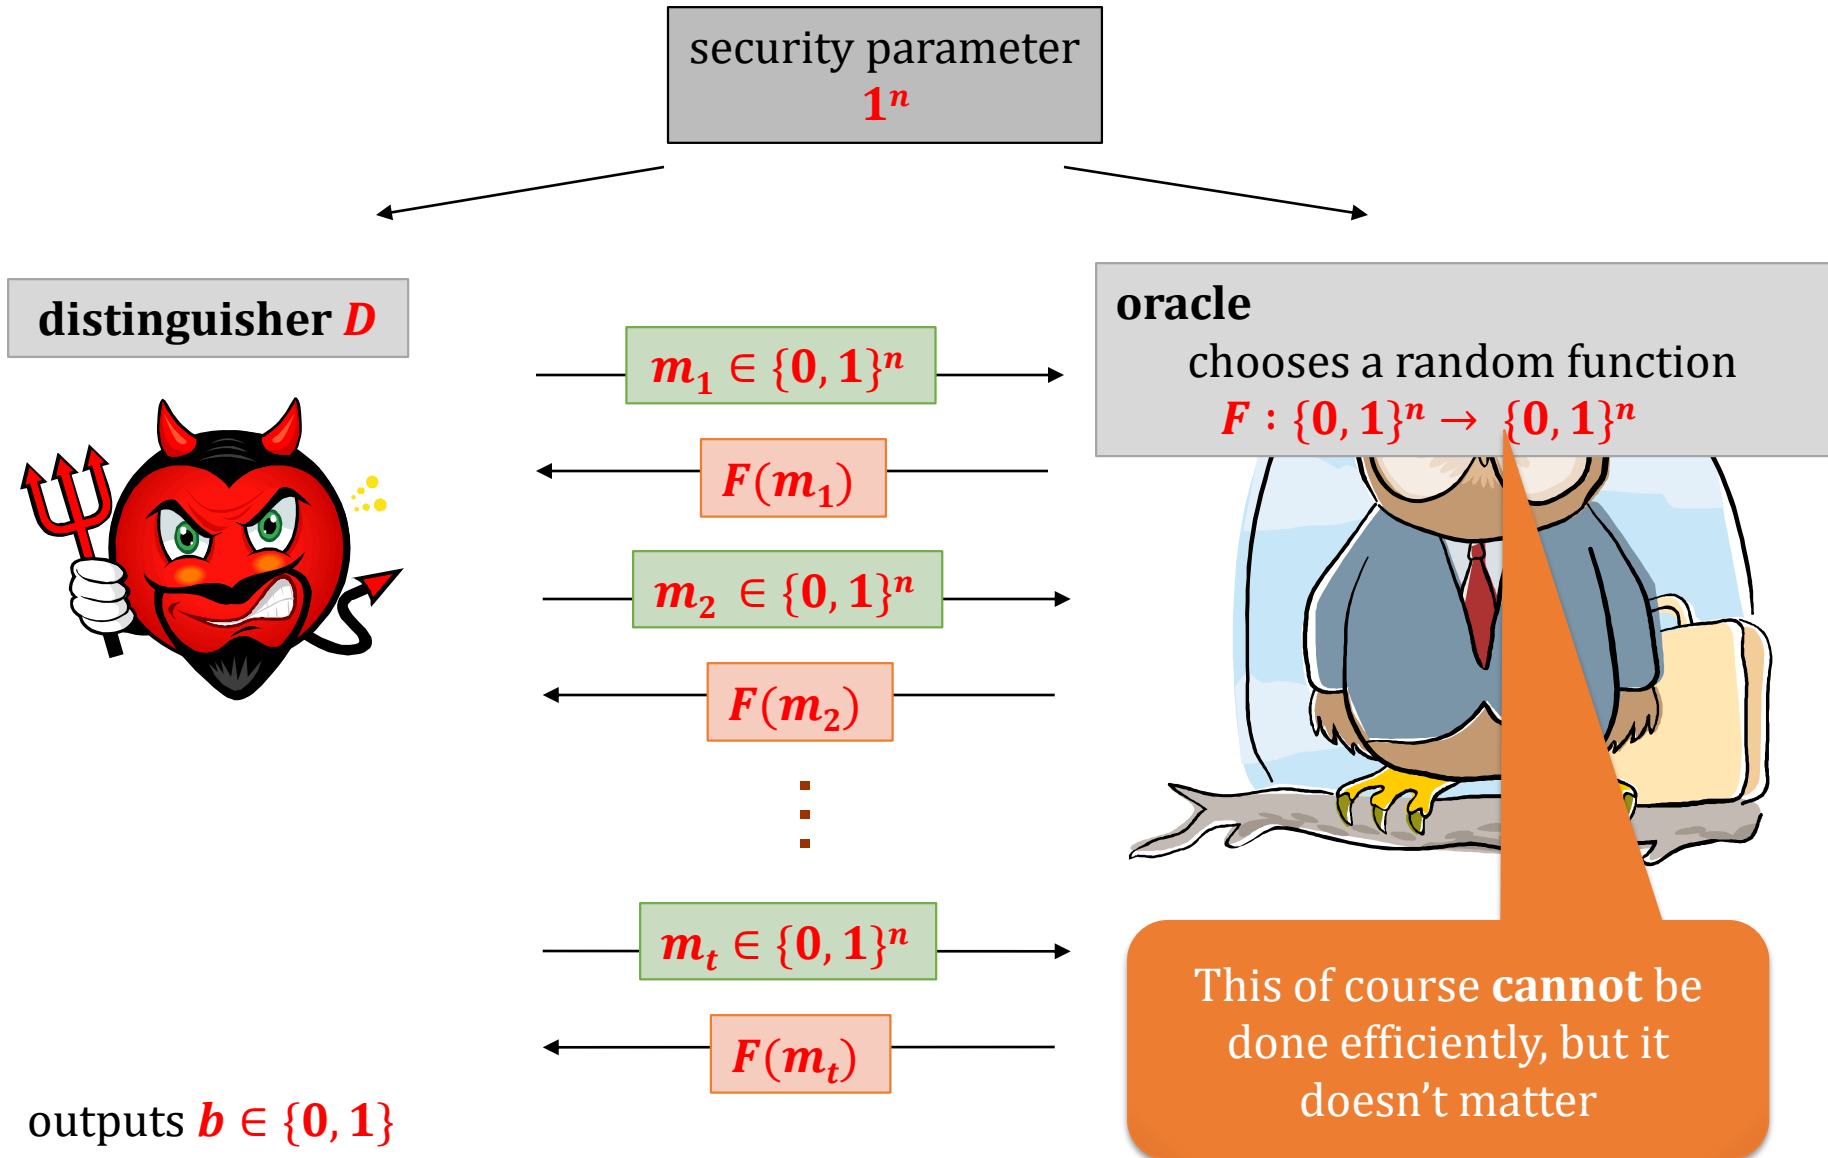 security parameter
1ⁿ
distinguisher D
oracle
chooses a random function
F : {0, 1}ⁿ → {0, 1}ⁿ
m₁ ∈ {0, 1}ⁿ
F(m₁)
m₂ ∈ {0, 1}ⁿ
F(m₂)
⋮
mₜ ∈ {0, 1}ⁿ
F(mₜ)
This of course cannot be
done efficiently, but it
doesn’t matter
outputs b ∈ {0, 1}